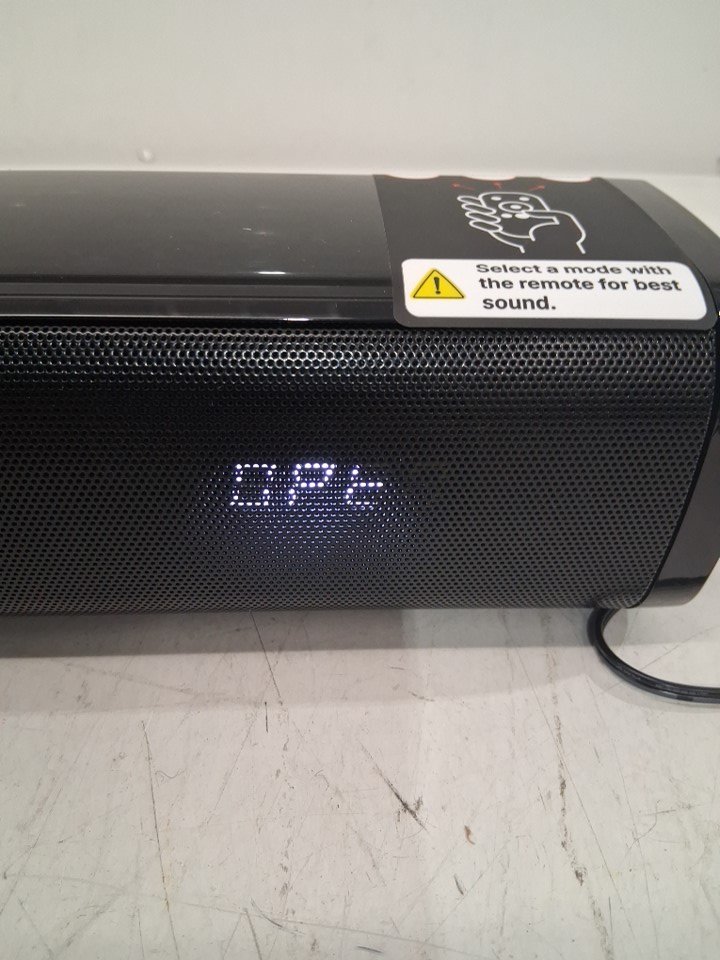 Select a mode with
the remote for best
sound.
OPt